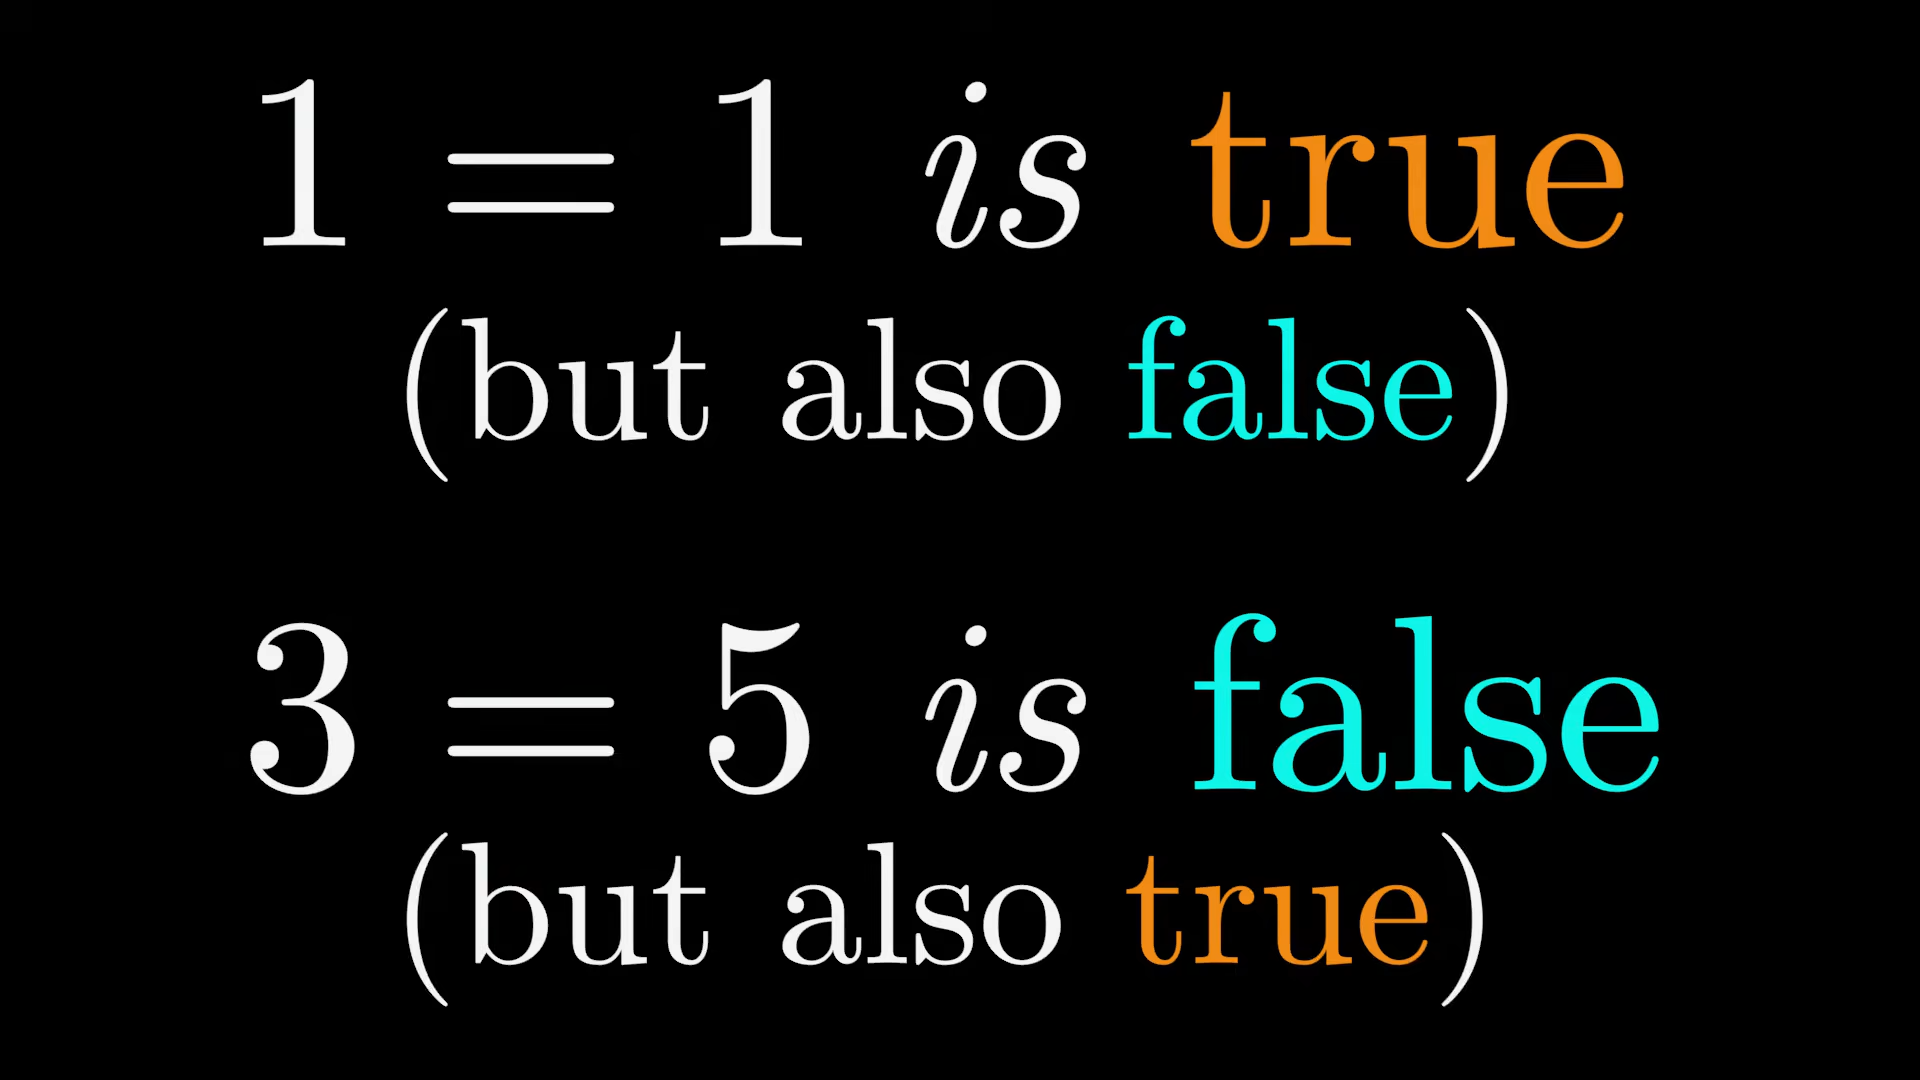 1 = 1 is true
(but also false)
3 = 5 is false
(but also true)